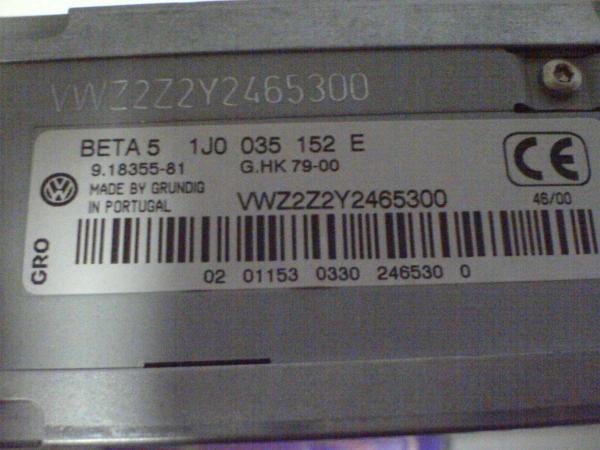 VWZ2Z2Y2465300
BETA 5 1J0 035 152 E
9.18355-81 G.HK 79-00
MADE BY GRUNDIG
IN PORTUGAL
VWZ2Z2Y2465300
CE
46/00
GRO
02 01153 0330 246530 0